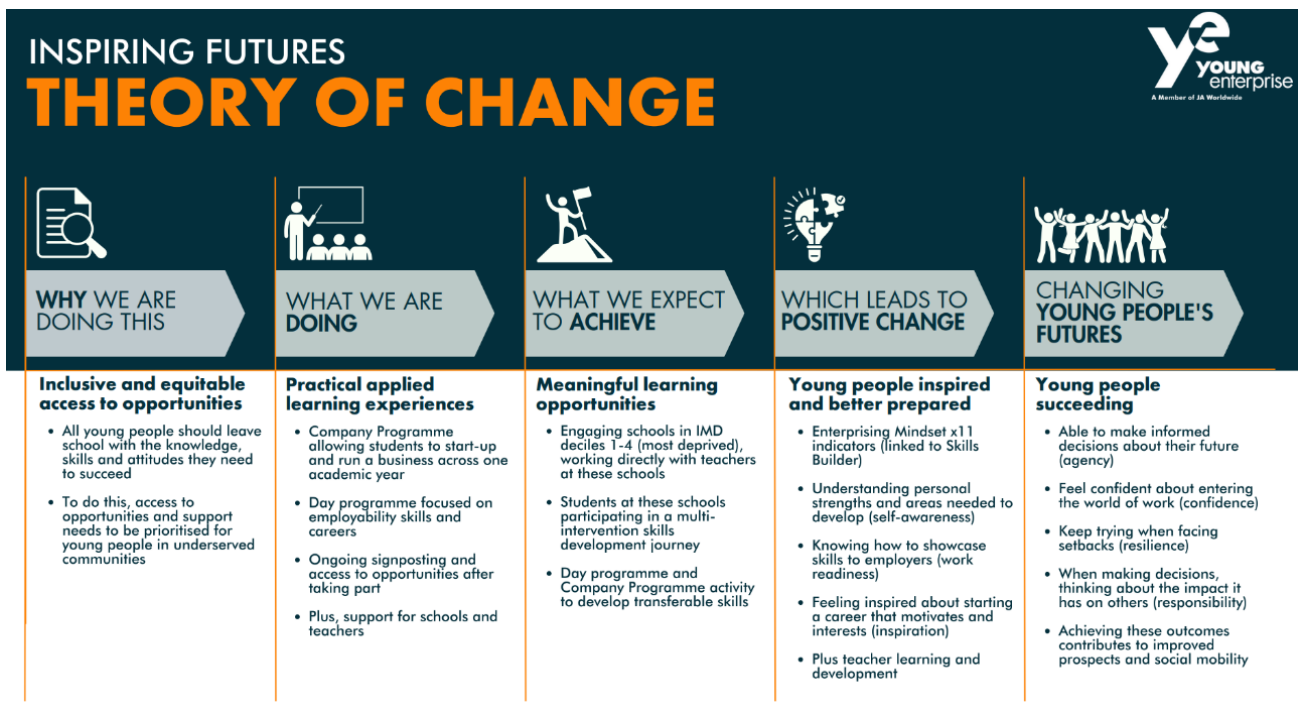 INSPIRING FUTURES
THEORY OF CHANGE
ye
YOUNG
enterprise
A Member of JA Worldwide
WHY WE ARE
DOING THIS
Inclusive and equitable
access to opportunities
• All young people should leave
school with the knowledge,
skills and attitudes they need
to succeed
• To do this, access to
opportunities and support
needs to be prioritised for
young people in underserved
communities
WHAT WE ARE
DOING
Practical applied
learning experiences
• Company Programme
allowing students to start-up
and run a business across one
academic year
• Day programme focused on
employability skills and
careers
• Ongoing signposting and
access to opportunities after
taking part
• Plus, support for schools and
teachers
WHAT WE EXPECT
TO ACHIEVE
Meaningful learning
opportunities
• Engaging schools in IMD
deciles 1-4 (most deprived),
working directly with teachers
at these schools
• Students at these schools
participating in a multi-
intervention skills
development journey
• Day programme and
Company Programme activity
to develop transferable skills
WHICH LEADS TO
POSITIVE CHANGE
Young people inspired
and better prepared
• Enterprising Mindset x11
indicators (linked to Skills
Builder)
• Understanding personal
strengths and areas needed to
develop (self-awareness)
• Knowing how to showcase
skills to employers (work
readiness)
• Feeling inspired about starting
a career that motivates and
interests (inspiration)
• Plus teacher learning and
development
CHANGING
YOUNG PEOPLE'S
FUTURES
Young people
succeeding
• Able to make informed
decisions about their future
(agency)
• Feel confident about entering
the world of work (confidence)
• Keep trying when facing
setbacks (resilience)
• When making decisions,
thinking about the impact it
has on others (responsibility)
• Achieving these outcomes
contributes to improved
prospects and social mobility